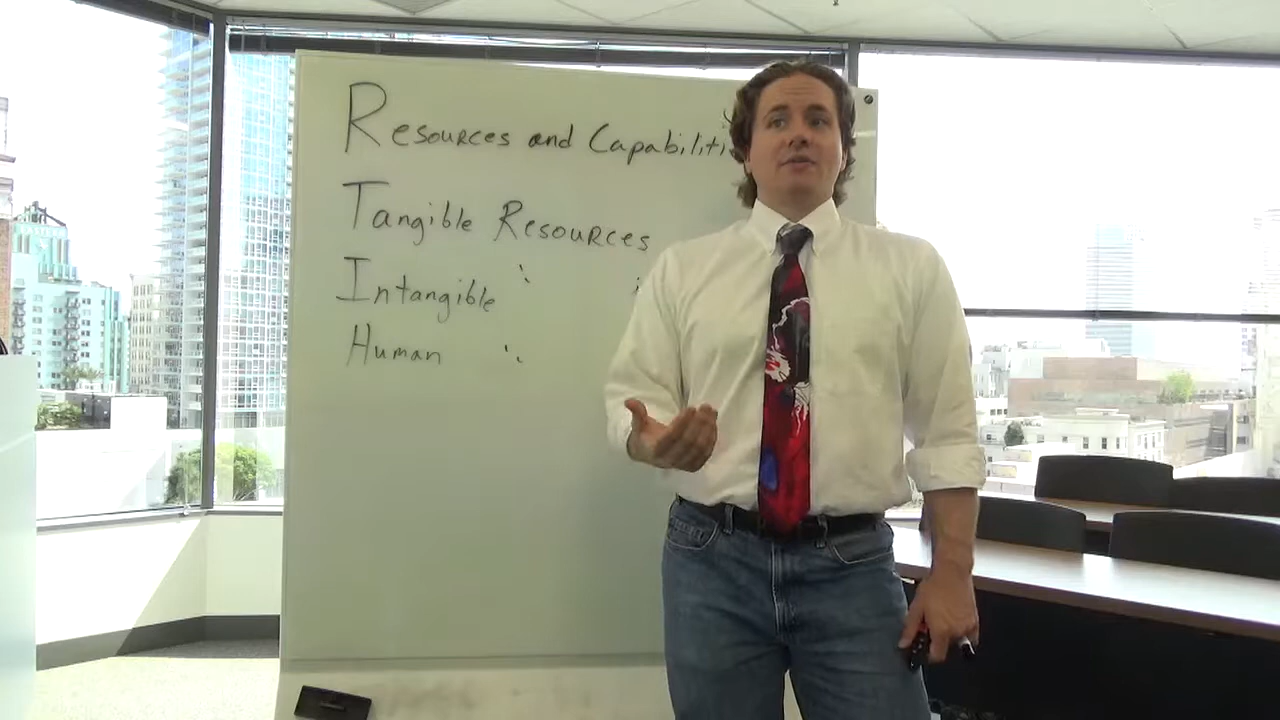 Resources and Capabiliti
Tangible Resources
Intangible " "
Human "